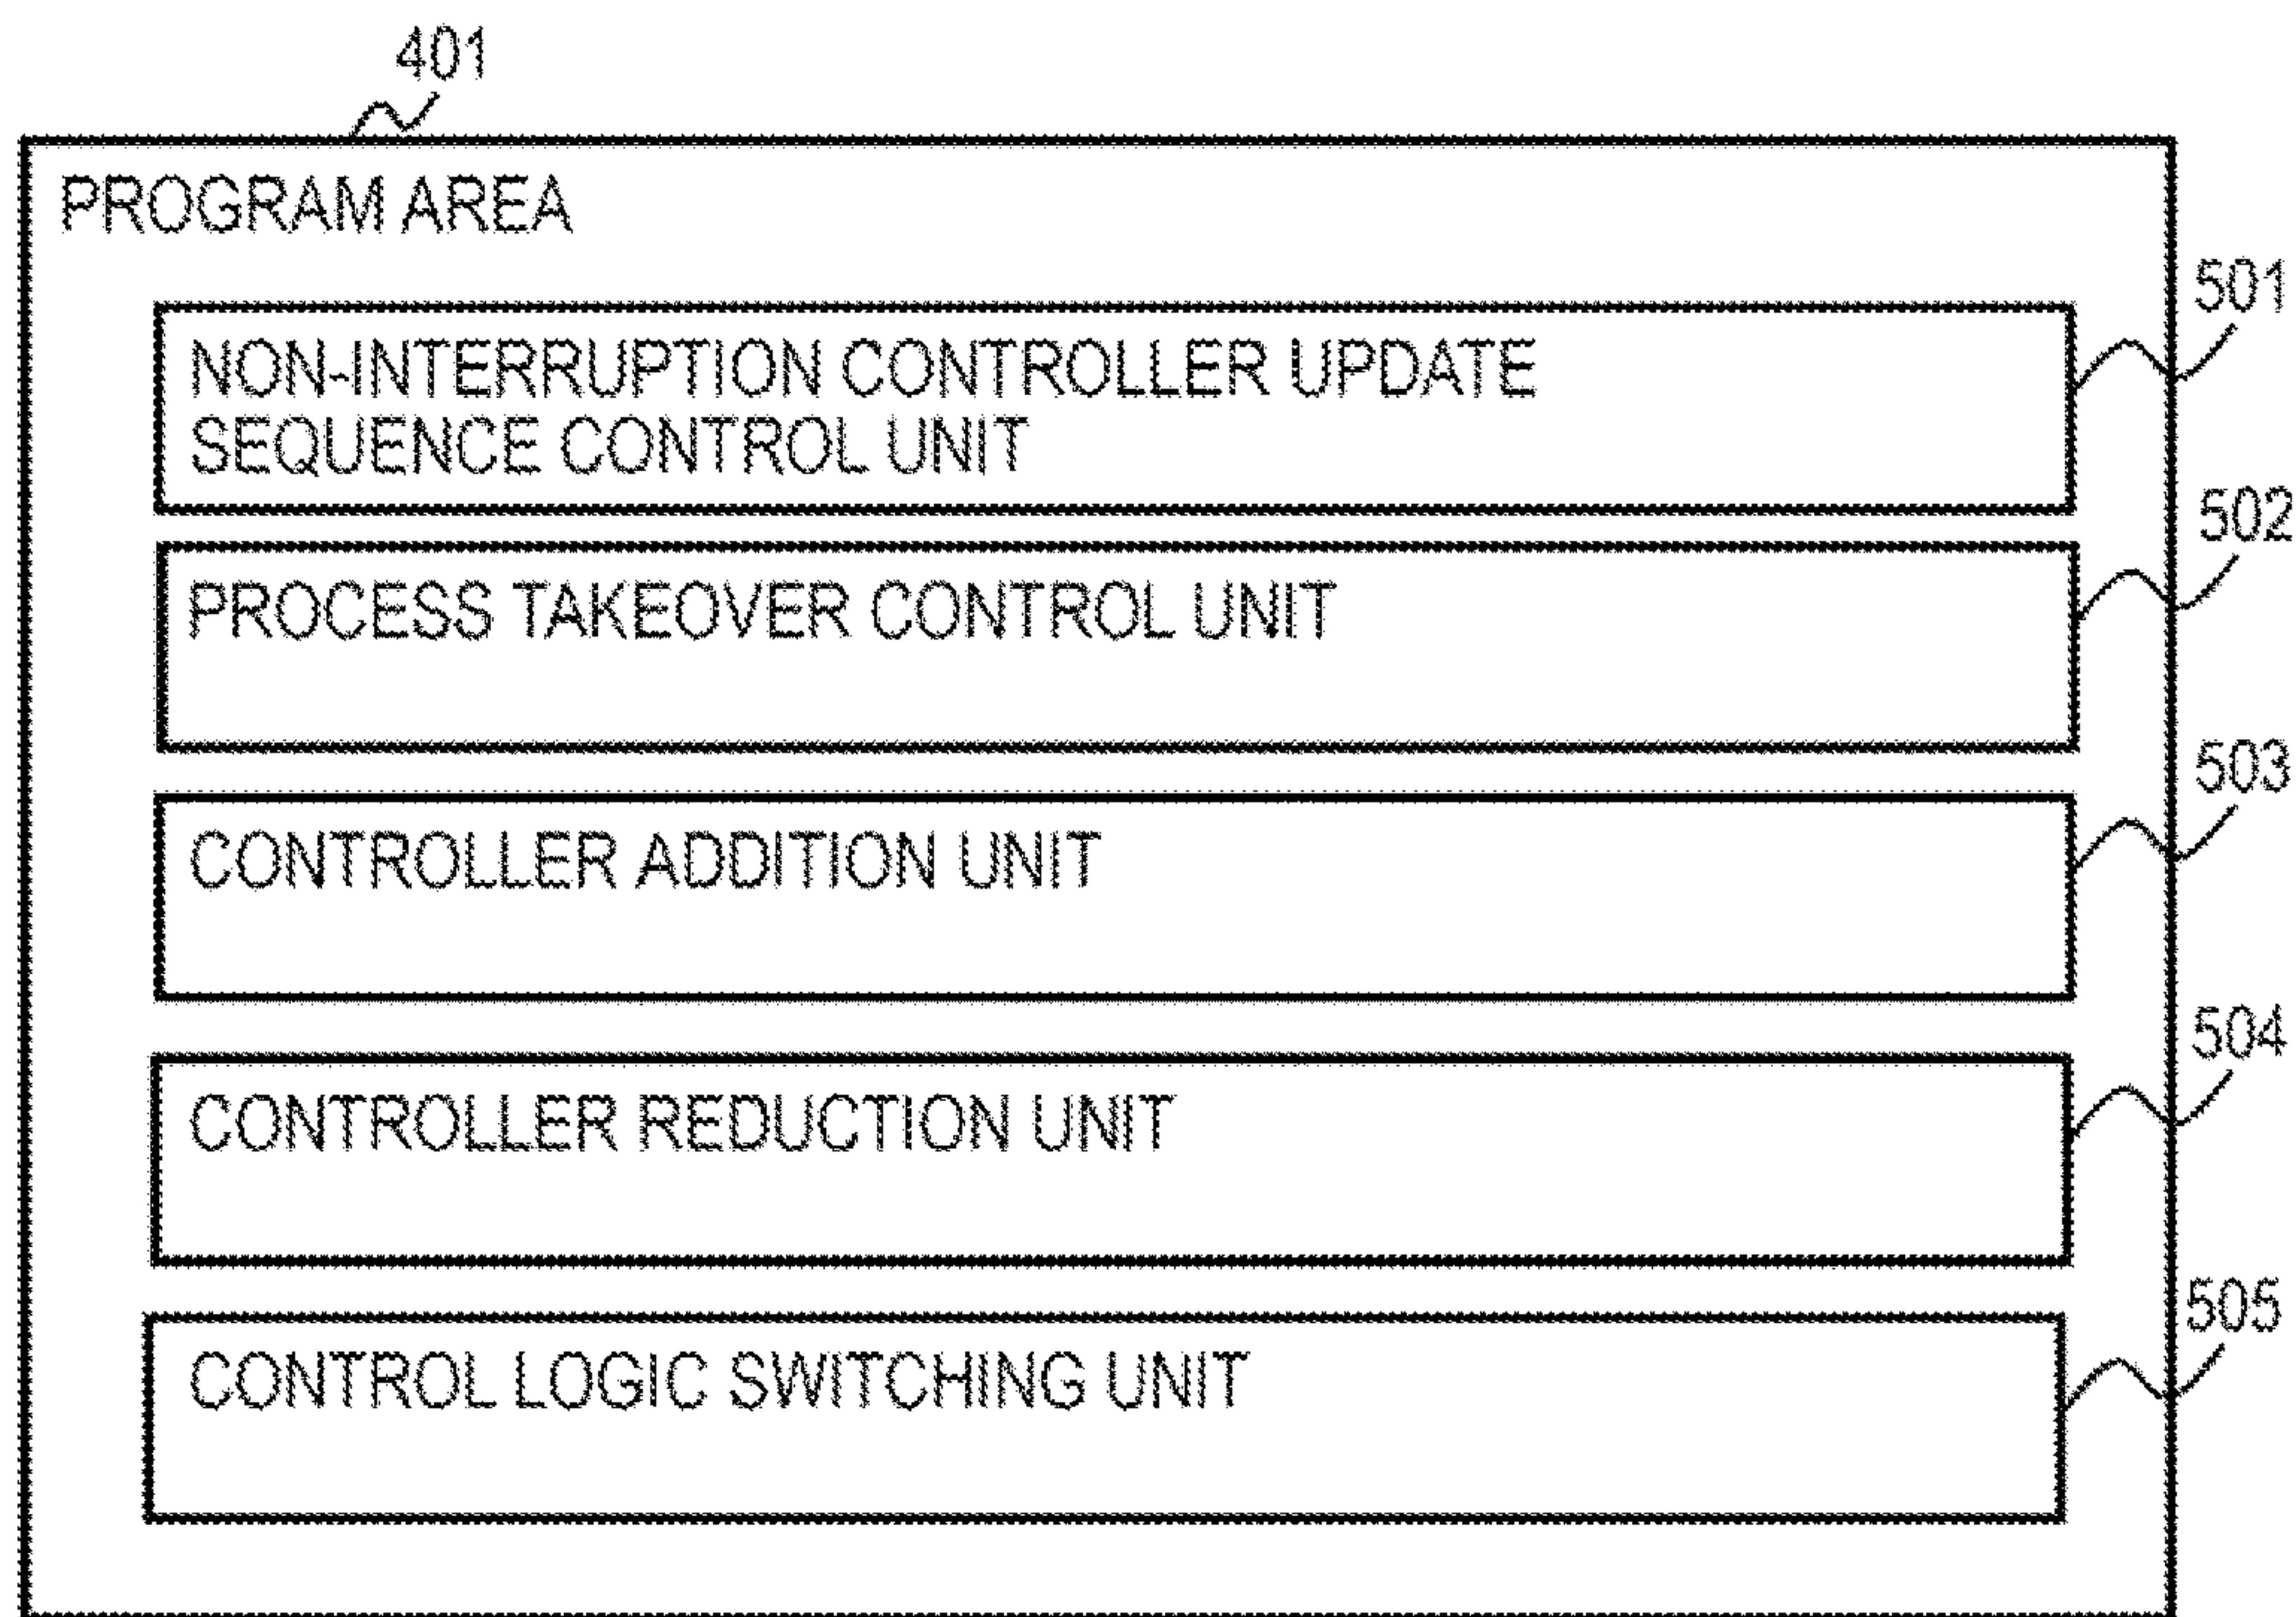 401
PROGRAM AREA
501
NON-INTERRUPTION CONTROLLER UPDATE
SEQUENCE CONTROL UNIT
502
PROCESS TAKEOVER CONTROL UNIT
503
CONTROLLER ADDITION UNIT
504
CONTROLLER REDUCTION UNIT
505
CONTROL LOGIC SWITCHING UNIT